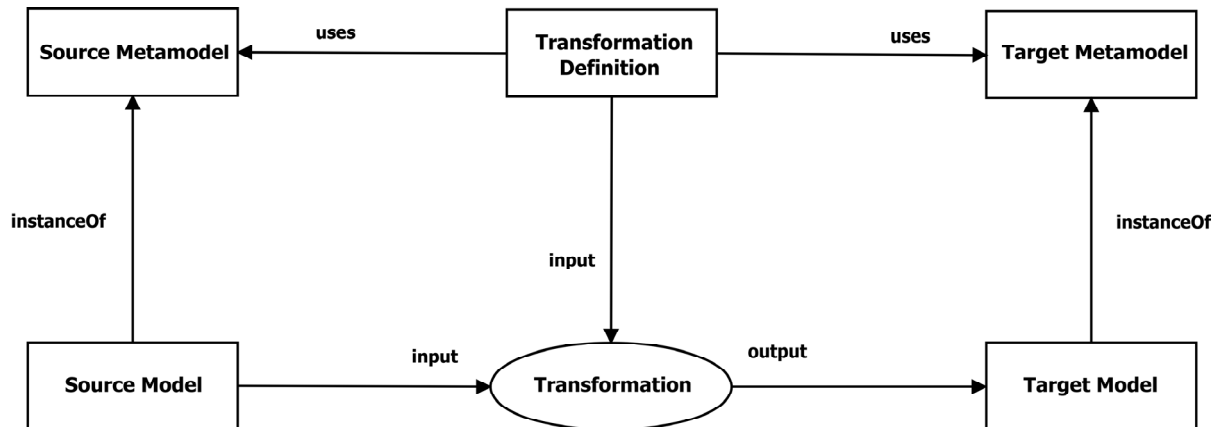 uses
Transformation
Definition
uses
Source Metamodel
Target Metamodel
instanceOf
instanceOf
input
input
output
Source Model
Transformation
Target Model